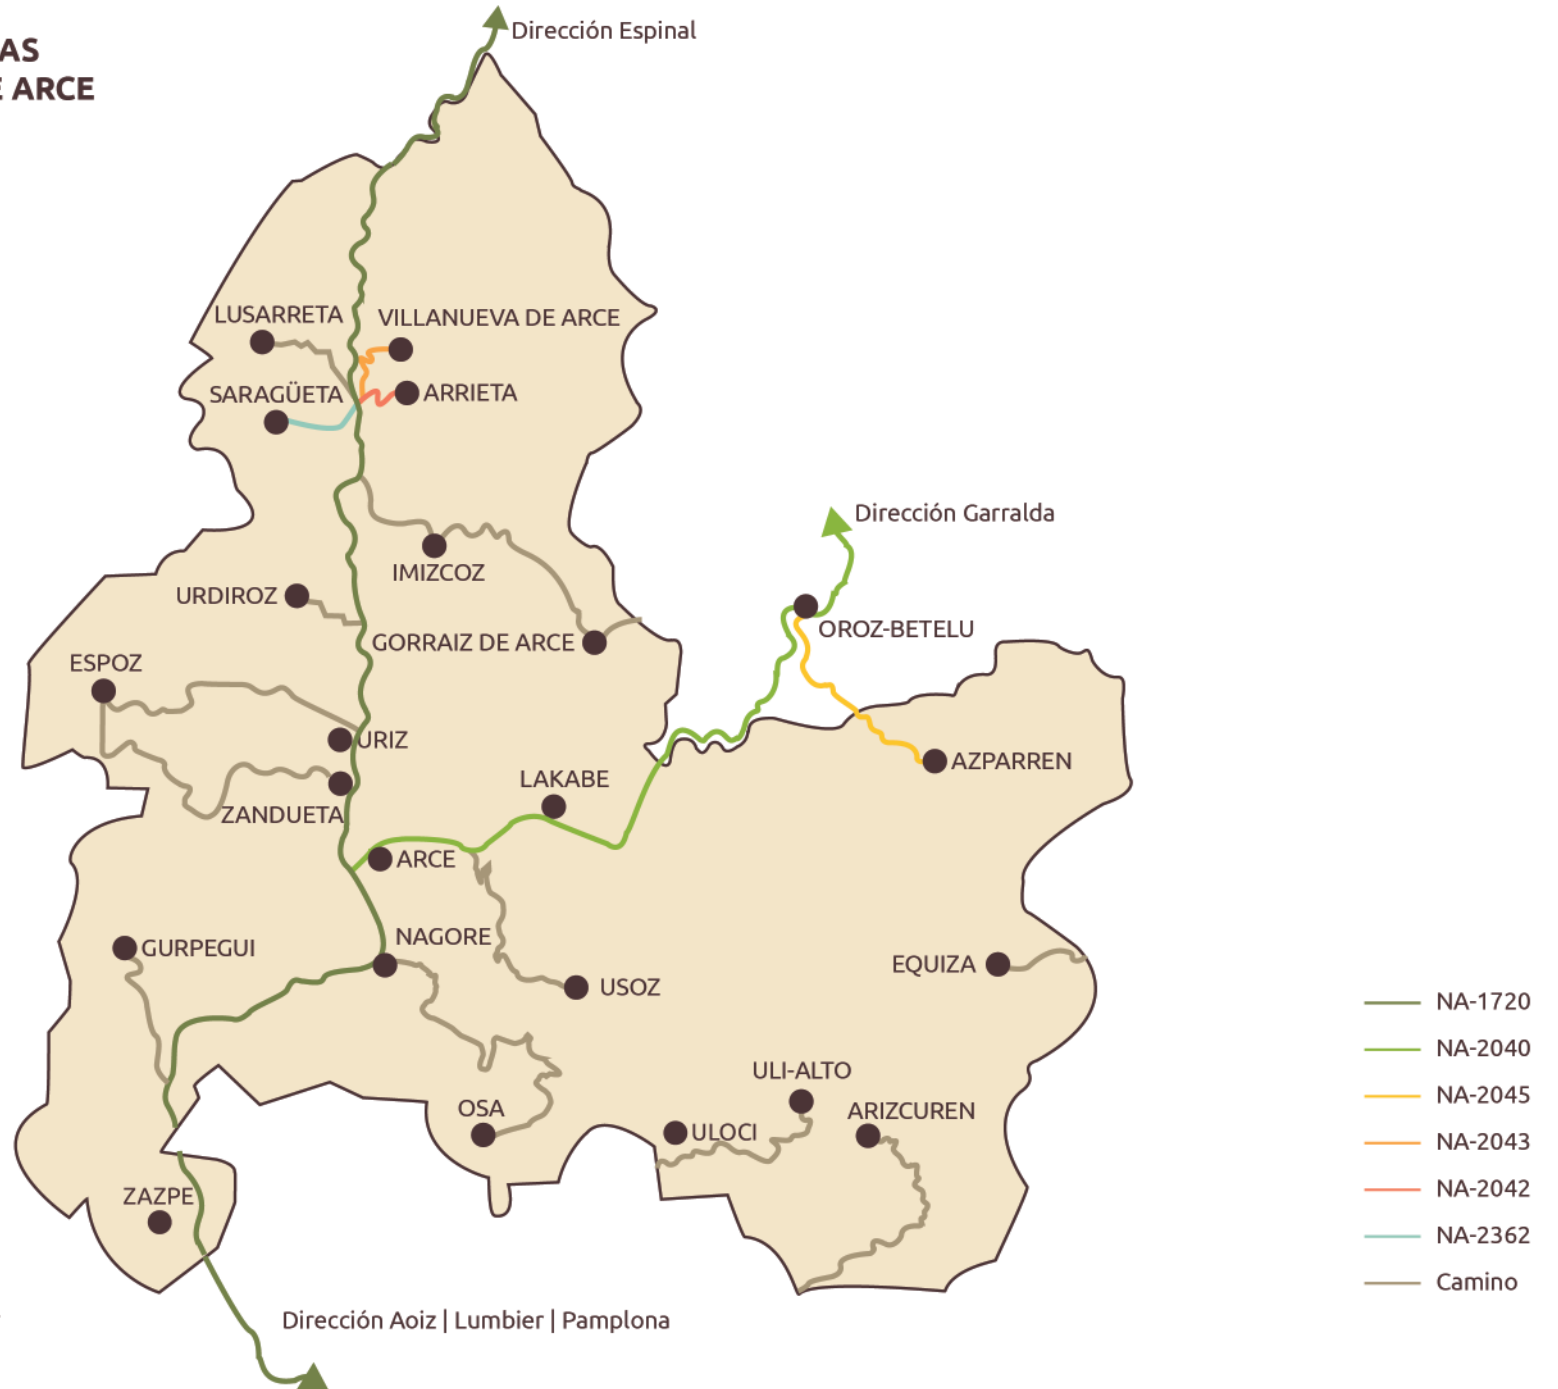 AS
E ARCE
Dirección Espinal
LUSARRETA
VILLANUEVA DE ARCE
SARAGÜETA
ARRIETA
Dirección Garralda
IMIZCOZ
URDIROZ
OROZ-BETELU
GORRAIZ DE ARCE
ESPOZ
URIZ
AZPARREN
LAKABE
ZANDUETA
ARCE
NAGORE
GURPEGUI
EQUIZA
USOZ
NA-1720
NA-2040
ULI-ALTO
NA-2045
OSA
ARIZCUREN
ULOCI
NA-2043
ZAZPE
NA-2042
NA-2362
Camino
Dirección Aoiz | Lumbier | Pamplona